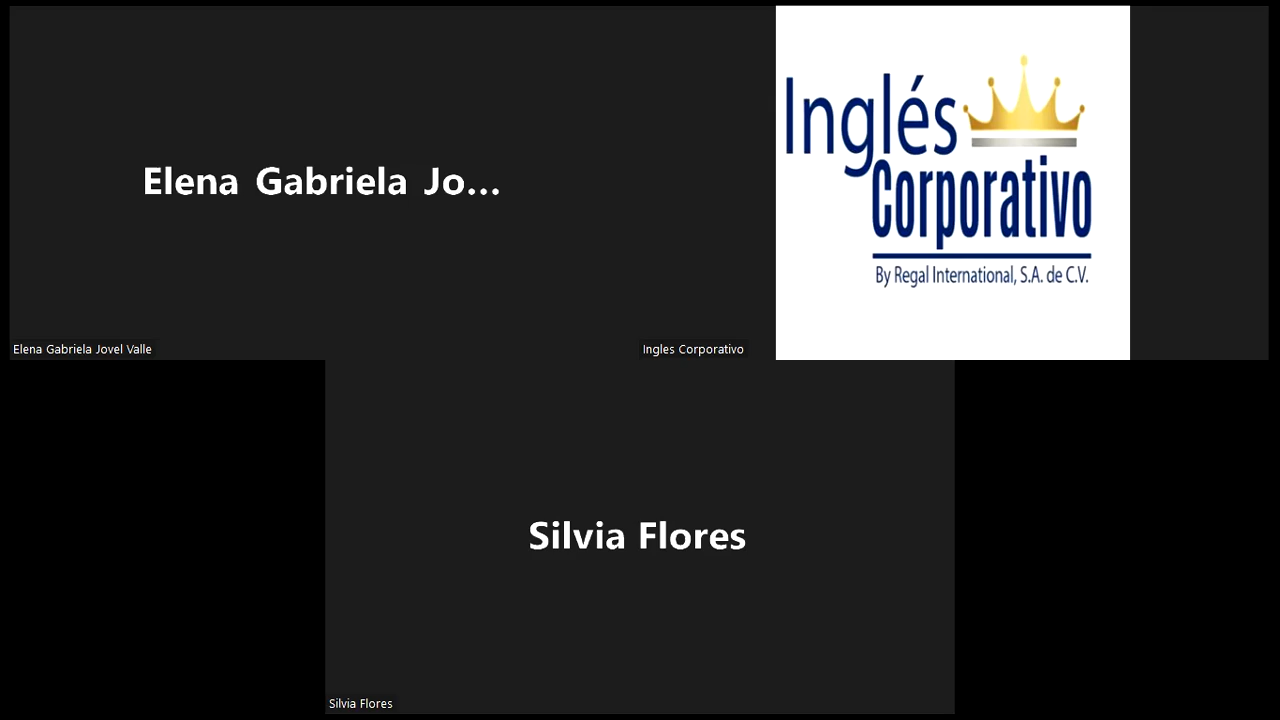 Elena Gabriela Jo...
Elena Gabriela Jovel Valle
Inglés
Corporativo
By Regal International, S.A. de C.V.
Ingles Corporativo
Silvia Flores
Silvia Flores